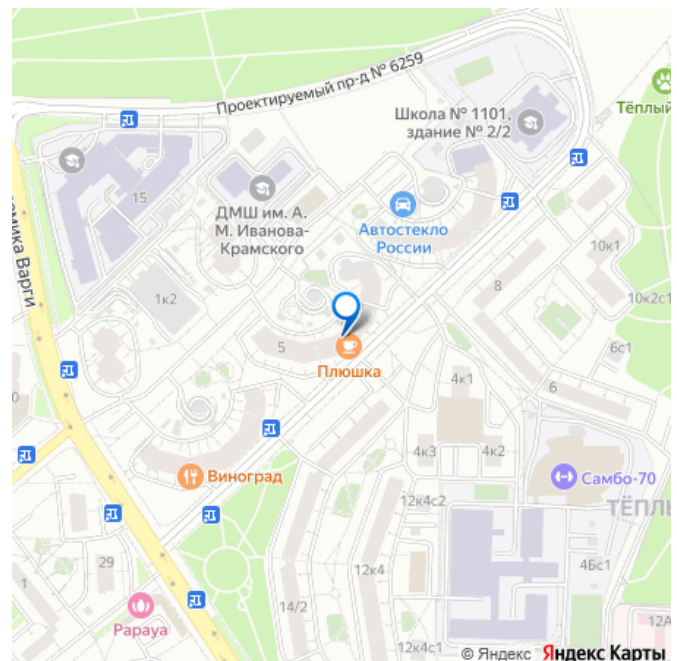 Проектируемый пр-д № 6259
Школа № 1101,
здание № 2/2
Тёплый
15
ДМШ им. А.
М. Иванова-
Крамского
Автостекло
России
10к1
10к2с1
8
1к2
5
Плюшка
6с1
6
4к1
4к3
4к2
Виноград
Самбо-70
ТЁПЛЫ
12к4с2
29
12к4
4Бс1
14/2
Papaya
12А
12к4с1
© Яндекс Яндекс Карты
1
0
емика Варги